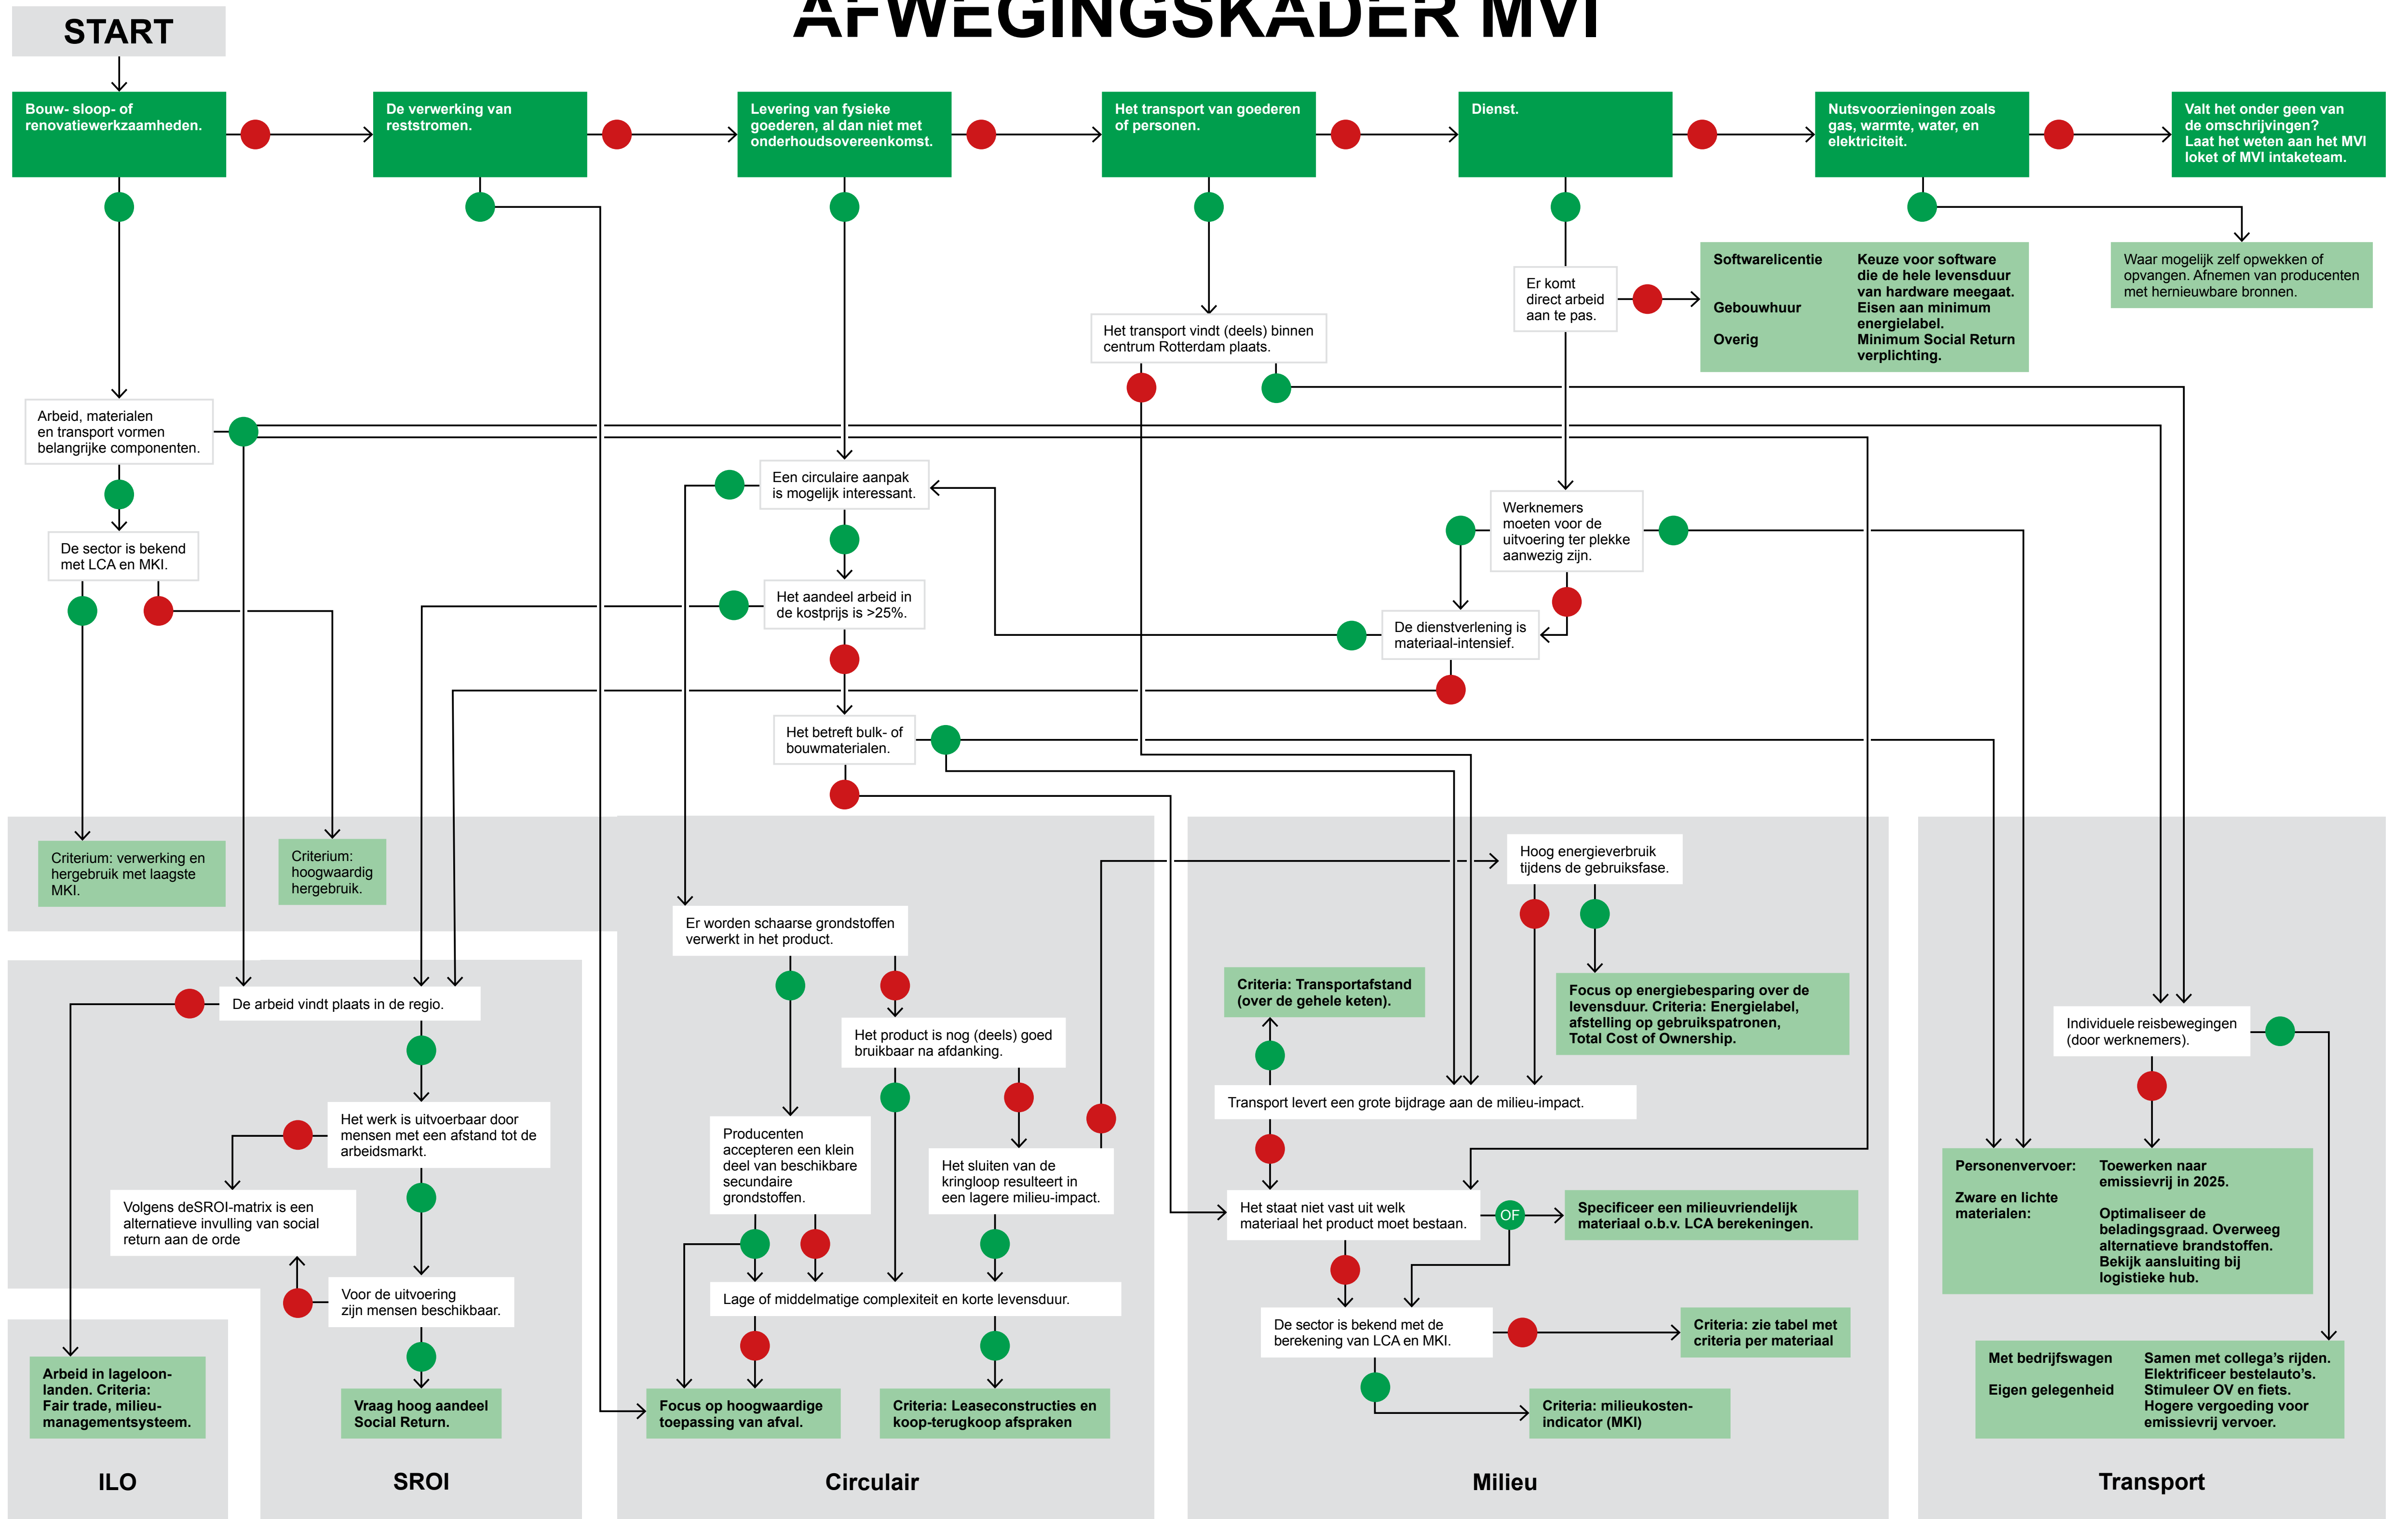 AFWEGINGSKADER MVI
START
Bouw- sloop- of
renovatiewerkzaamheden.
De verwerking van
reststromen.
Levering van fysieke
goederen, al dan niet met
onderhoudsovereenkomst.
Het transport van goederen
of personen.
Dienst.
Nutsvoorzieningen zoals
gas, warmte, water, en
elektriciteit.
Valt het onder geen van
de omschrijvingen?
Laat het weten aan het MVI
loket of MVI intaketeam.
Er komt
direct arbeid
aan te pas.
Softwarelicentie
Keuze voor software
die de hele levensduur
van hardware meegaat.
Gebouwhuur
Eisen aan minimum
energielabel.
Overig
Minimum Social Return
verplichting.
Waar mogelijk zelf opwekken of
opvangen. Afnemen van producenten
met hernieuwbare bronnen.
Het transport vindt (deels) binnen
centrum Rotterdam plaats.
Arbeid, materialen
en transport vormen
belangrijke componenten.
Een circulaire aanpak
is mogelijk interessant.
Werknemers
moeten voor de
uitvoering ter plekke
aanwezig zijn.
De sector is bekend
met LCA en MKI.
Het aandeel arbeid in
de kostprijs is >25%.
De dienstverlening is
materiaal-intensief.
Het betreft bulk- of
bouwmaterialen.
Criterium: verwerking en
hergebruik met laagste
MKI.
Criterium:
hoogwaardig
hergebruik.
Hoog energieverbruik
tijdens de gebruiksfase.
Er worden schaarse grondstoffen
verwerkt in het product.
Criteria: Transportafstand
(over de gehele keten).
Focus op energiebesparing over de
levensduur. Criteria: Energielabel,
afstelling op gebruikspatronen,
Total Cost of Ownership.
De arbeid vindt plaats in de regio.
Het product is nog (deels) goed
bruikbaar na afdanking.
Individuele reisbewegingen
(door werknemers).
Transport levert een grote bijdrage aan de milieu-impact.
Het werk is uitvoerbaar door
mensen met een afstand tot de
arbeidsmarkt.
Producenten
accepteren een klein
deel van beschikbare
secundaire
grondstoffen.
Het sluiten van de
kringloop resulteert in
een lagere milieu-impact.
Personenvervoer:
Toewerken naar
emissievrij in 2025.
Zware en lichte
materialen:
Optimaliseer de
beladingsgraad. Overweeg
alternatieve brandstoffen.
Bekijk aansluiting bij
logistieke hub.
Volgens deSROI-matrix is een
alternatieve invulling van social
return aan de orde
Het staat niet vast uit welk
materiaal het product moet bestaan.
OF
Specificeer een milieuvriendelijk
materiaal o.b.v. LCA berekeningen.
Voor de uitvoering
zijn mensen beschikbaar.
Lage of middelmatige complexiteit en korte levensduur.
De sector is bekend met de
berekening van LCA en MKI.
Criteria: zie tabel met
criteria per materiaal
Arbeid in lageloon-
landen. Criteria:
Fair trade, milieu-
managementsysteem.
Vraag hoog aandeel
Social Return.
Focus op hoogwaardige
toepassing van afval.
Criteria: Leaseconstructies en
koop-terugkoop afspraken
Criteria: milieukosten-
indicator (MKI)
Met bedrijfswagen
Samen met collega's rijden.
Elektrificeer bestelauto's.
Eigen gelegenheid
Stimuleer OV en fiets.
Hogere vergoeding voor
emissievrij vervoer.
ILO
SROI
Circulair
Milieu
Transport